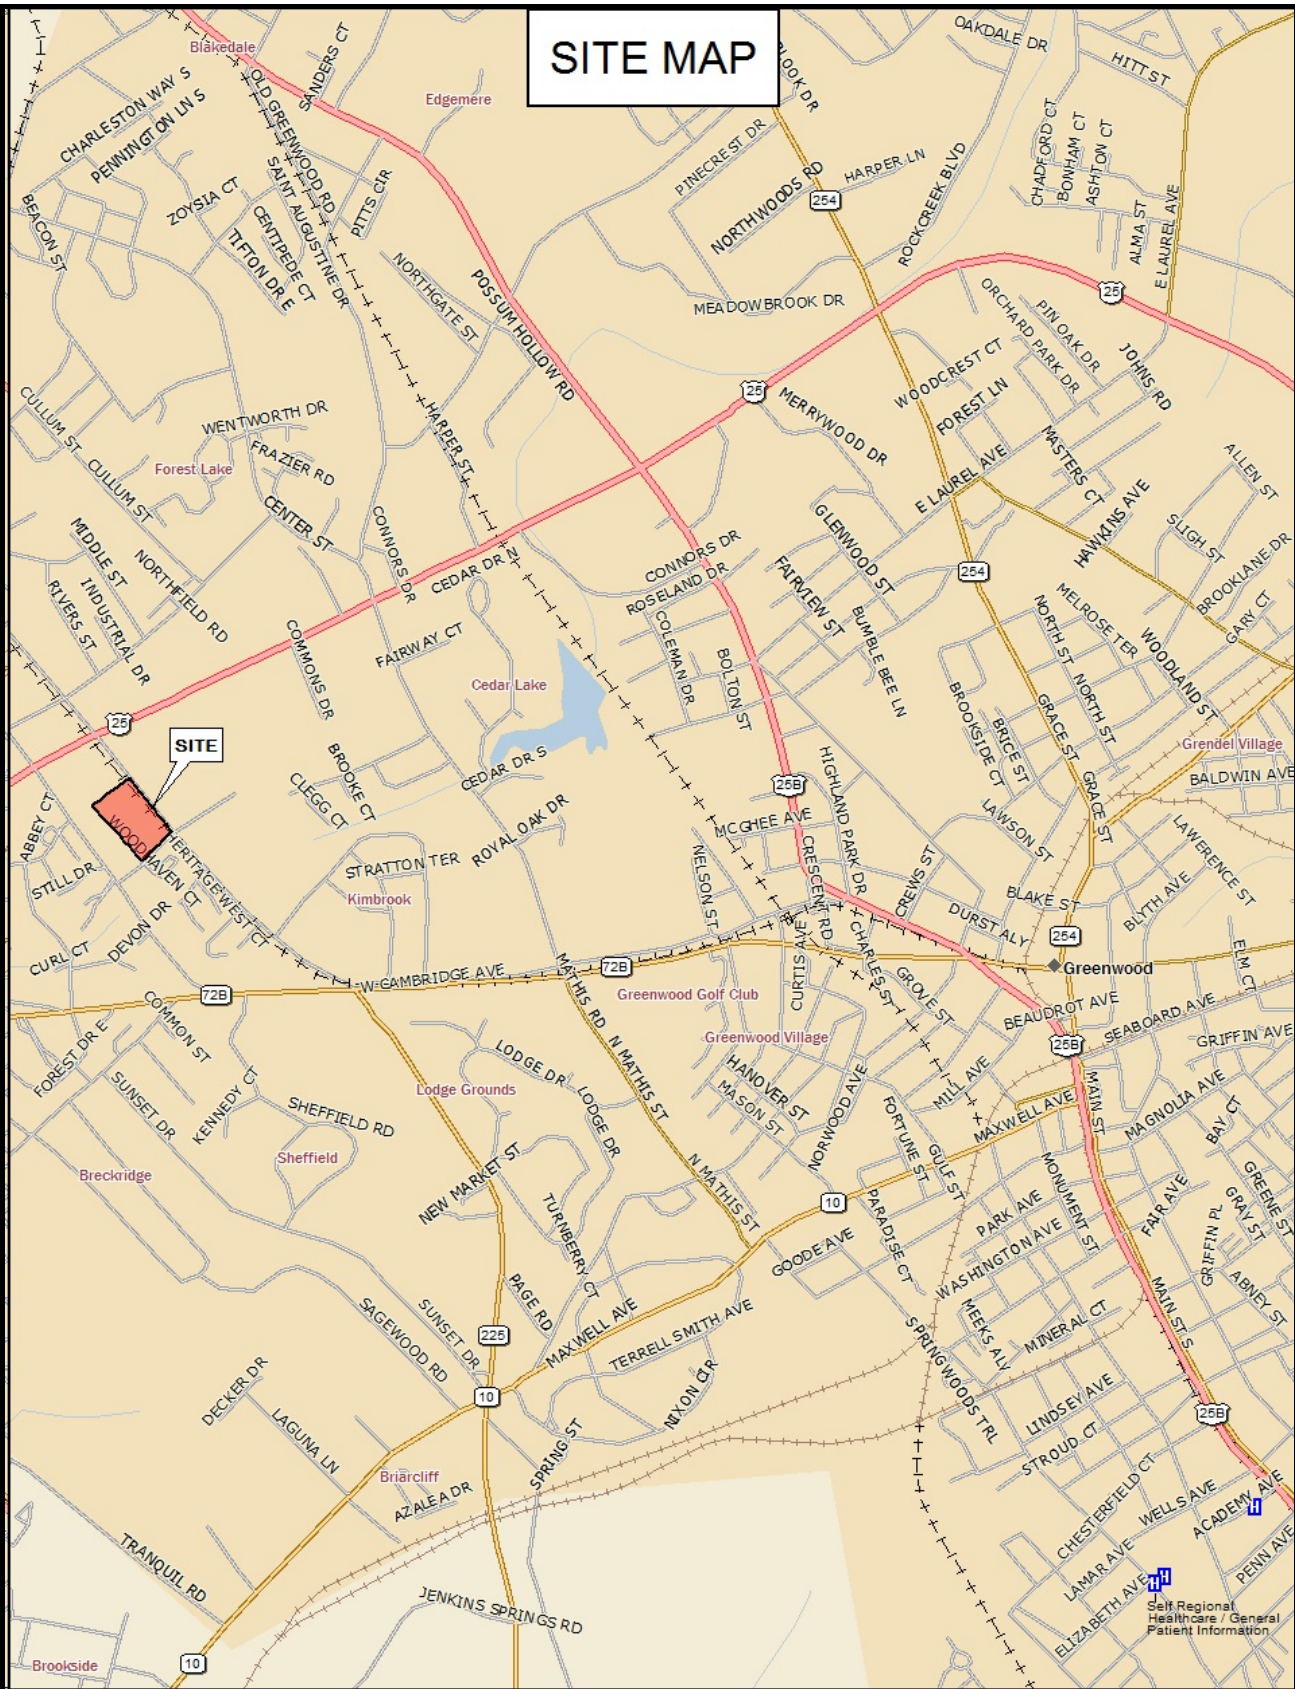 SITE MAP
Blakedale
SANDERS CT
Edgemere
OAKDALE DR
HITT ST
CHARLESTON WAY S
PENNINGTON LN S
OLD GREENWOOD RD
SAINT AUGUSTINE DR
PITTS CIR
PINECREST DR
NORTHWOODS RD
HARPER LN
254
ROCKCREEK BLVD
CHADFORD CT
BONHAM CT
ASHTON CT
ALMA ST
E LAUREL AVE
BEACON ST
ZOYSIA CT
CENTIPEDE CT
TIFTON DR E
NORTHGATE ST
POSSUM HOLLOW RD
MEADOWBROOK DR
25
ORCHARD PARK DR
PIN OAK DR
JOHNS RD
WOODCREST CT
FOREST LN
25
MERRYWOOD DR
CULLUM ST
WENTWORTH DR
HARPER ST
Forest Lake
FRAZIER RD
CULLUM ST
CENTER ST
CONNORS DR
E LAUREL AVE
MASTERS CT
HAWKINS AVE
ALLEN ST
SLIGH ST
BROOKLANE DR
GARY CT
GLENWOOD ST
CONNORS DR
ROSELAND DR
FAIRVIEW ST
254
MIDDLE ST
NORTHFIELD RD
INDUSTRIAL DR
RIVERS ST
CEDAR DR N
COMMONS DR
FAIRWAY CT
COLEMAN DR
BOLTON ST
BUMBLE BEE LN
NORTH ST
MELROSE TER
WOODLAND ST
NORTH ST
Cedar Lake
BROOKSIDE CT
BRICE ST
GRACE ST
GRACE ST
Grendel Village
BALDWIN AVE
25
SITE
ABBEY CT
WOODHAVEN CT
HERITAGE WEST CT
STILL DR
BROOKE CT
CLEGG CT
CEDAR DR S
ROYAL OAK DR
STRATTON TER
Kimbrook
25B
HIGHLAND PARK DR
MCGHEE AVE
NELSON ST
CRESCENT RD
CREWS ST
LAWSON ST
BLAKE ST
DURST ALY
BLYTH AVE
LAWERENCE ST
ELM CT
254
Greenwood
CURL CT
DEVON DR
72B
W CAMBRIDGE AVE
72B
MATHIS RD
CURTIS AVE
CHARLES ST
GROVE ST
Greenwood Golf Club
Greenwood Village
BEAUDROT AVE
SEABOARD AVE
GRIFFIN AVE
25B
FOREST DR E
COMMON ST
SUNSET DR
KENNEDY CT
SHEFFIELD RD
Sheffield
Breckridge
Lodge Grounds
LODGE DR
LODGE DR
N MATHIS ST
HANOVER ST
MASON ST
NORWOOD AVE
FORTUNE ST
MILL AVE
MAXWELL AVE
MAIN ST
MAGNOLIA AVE
BAY CT
GREENE ST
GRAY ST
GULF ST
MONUMENT ST
FAIR AVE
GRIFFIN PL
NEW MARKET ST
TURNBERRY CT
N MATHIS ST
10
GOODE AVE
PARADISE CT
PARK AVE
WASHINGTON AVE
ABNEY ST
SAGEWOOD RD
SUNSET DR
PAGE RD
225
MAXWELL AVE
TERRELL SMITH AVE
NIXON CIR
SPRINGWOODS TRL
MEEKS ALY
MINERAL CT
MAIN ST S
DECKER DR
LAGUNA LN
10
SPRING ST
LINDSEY AVE
STROUD CT
25B
Briarcliff
AZALEA DR
CHESTERFIELD CT
WELLS AVE
ACADEMY AVE
H
PENN AVE
TRANQUIL RD
LAMAR AVE
ELIZABETH AVE
H
H
Self Regional
Healthcare / General
Patient Information
JENKINS SPRINGS RD
Brookside
10